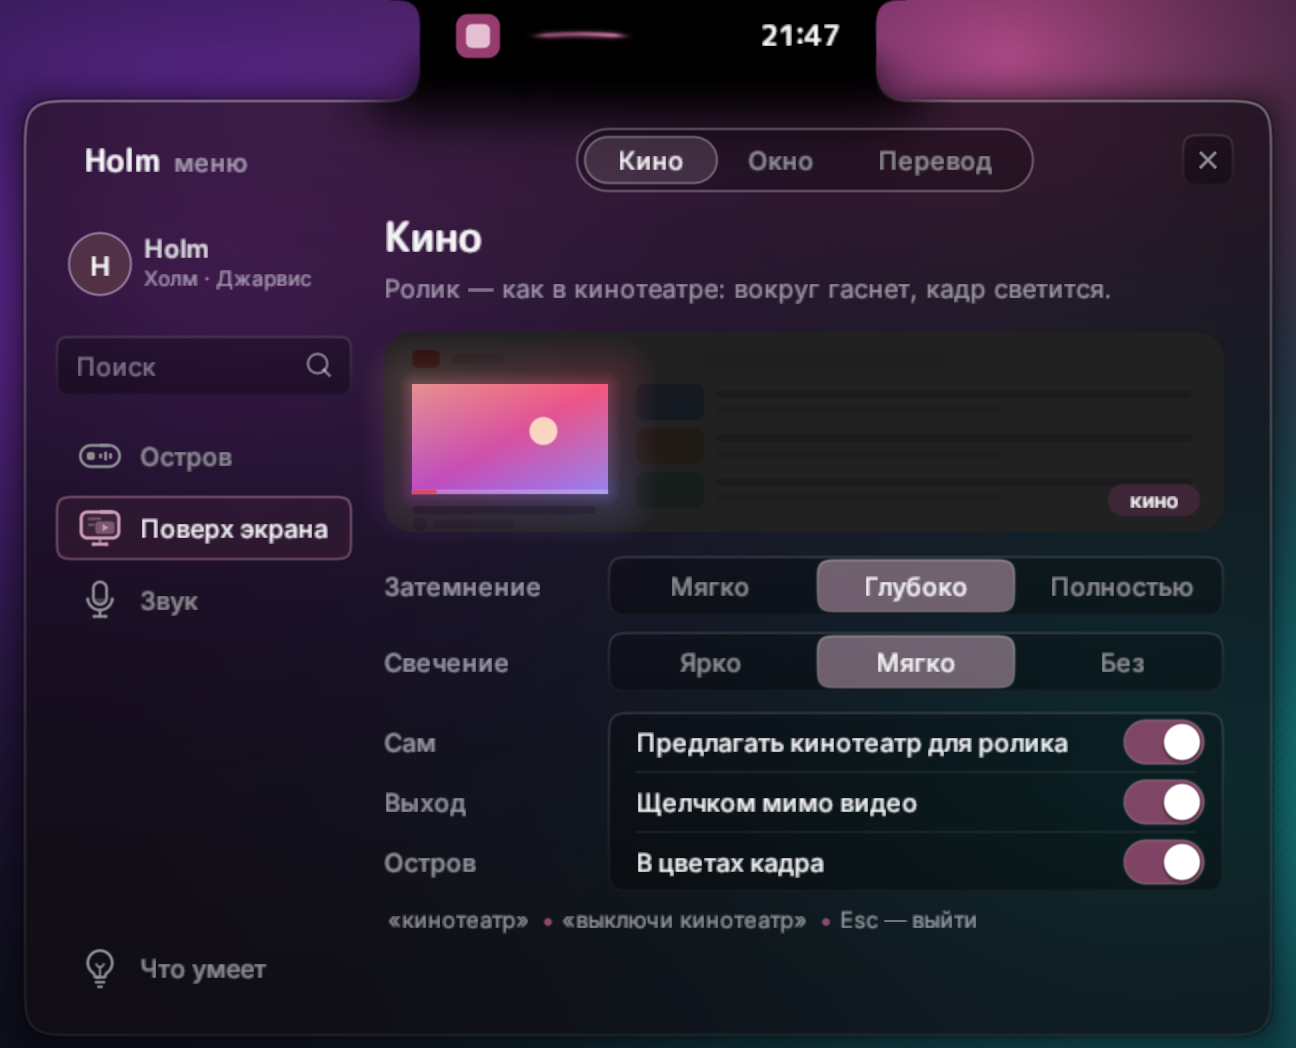 21:47
Holm меню
Кино Окно Перевод
Holm
Холм · Джарвис
Поиск
Остров
Поверх экрана
Звук
Что умеет
Кино
Ролик — как в кинотеатре: вокруг гаснет, кадр светится.
кино
Затемнение Мягко Глубоко Полностью
Свечение Ярко Мягко Без
Сам Предлагать кинотеатр для ролика
Выход Щелчком мимо видео
Остров В цветах кадра
«кинотеатр» • «выключи кинотеатр» • Esc — выйти